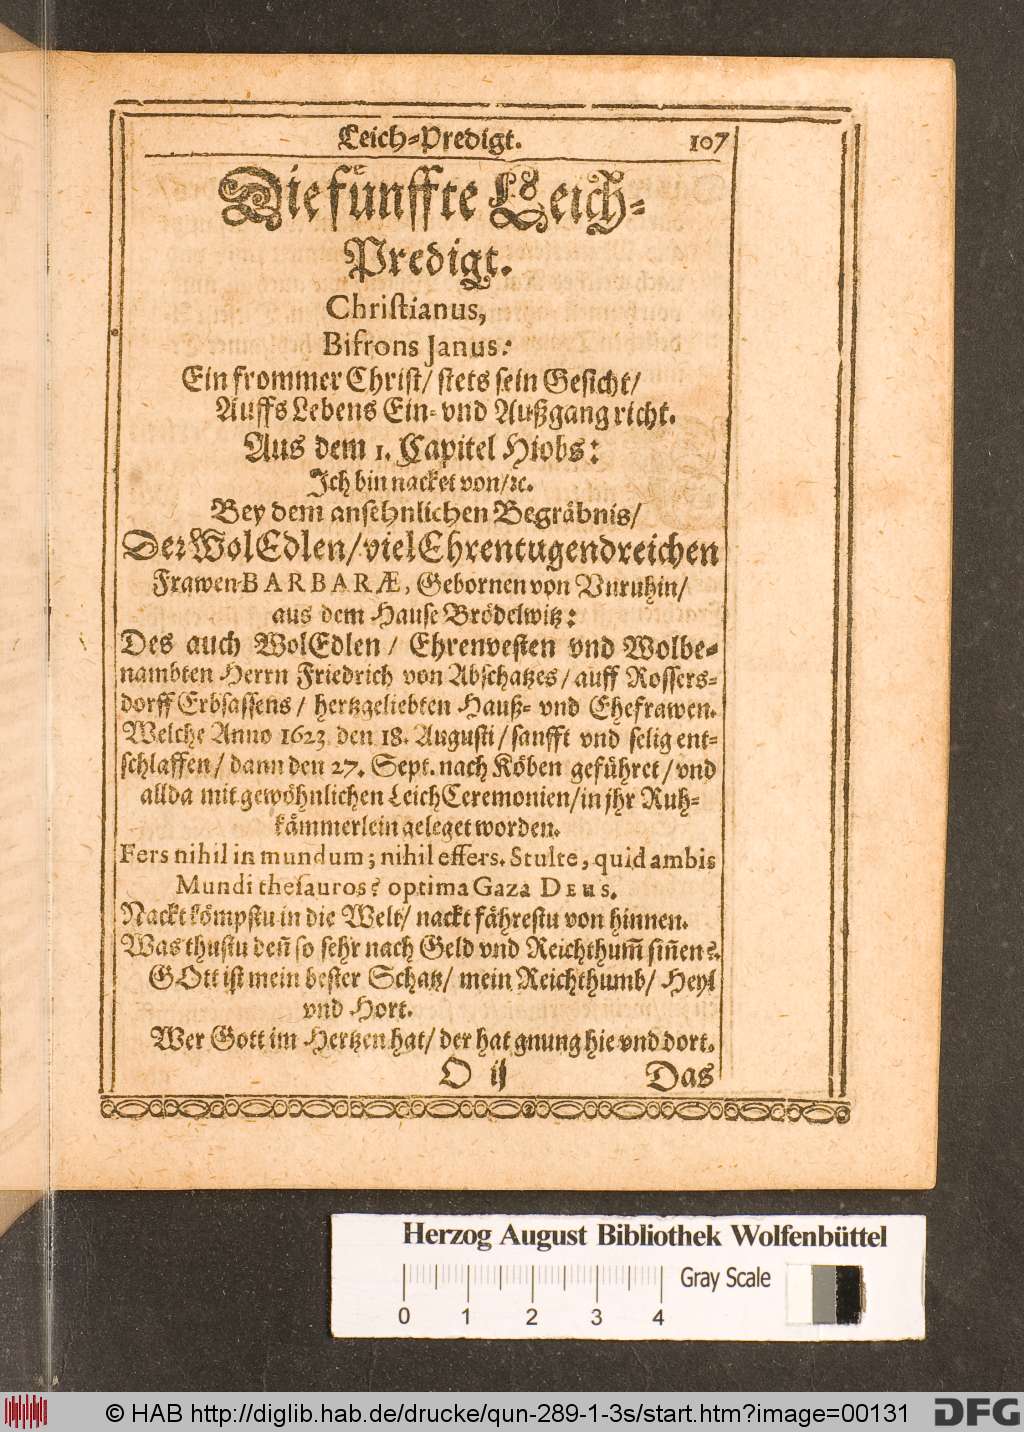 Leich-Predigt. 107
Die fünffte Leich-
Predigt.
Christianus,
Bifrons Janus:
Ein frommer Christ/ stets sein Gesicht/
Auffs Lebens Ein- vnd Außgang richt.
Aus dem 1. Capitel Hiobs:
Ich bin nacket von/ ꝛc.
Bey dem ansehnlichen Begräbnis/
Der WolEdlen/ viel Ehrentugendreichen
Frawen BARBARÆ, Gebornen von Vnruhin/
aus dem Hause Brödelwitz:
Des auch WolEdlen/ Ehrenvesten vnd Wolbe-
nambten Herrn Friedrich von Abschatzes/ auff Rossers-
dorff Erbsassens/ hertzgeliebten Hauß- vnd Ehefrawen.
Welche Anno 1623 den 18. Augusti/ sanfft vnd selig ent-
schlaffen/ dann den 27. Sept. nach Köben geführet/ vnd
allda mit gewöhnlichen LeichCeremonien/ in jhr Ruh-
kämmerlein geleget worden.
Fers nihil in mundum; nihil effers. Stulte, quid ambis
Mundi thesauros? optima Gaza DEUS.
Nackt kömpstu in die Welt/ nackt fährestu von hinnen.
Was thustu deñ so sehr nach Geld vnd Reichthum̃ siñen?
GOtt ist mein bester Schatz/ mein Reichthumb/ Heyl
vnd Hort.
Wer Gott im Hertzen hat/ der hat gnung hie vnd dort.
O ij Das
Herzog August Bibliothek Wolfenbüttel
Gray Scale
0 1 2 3 4
© HAB http://diglib.hab.de/drucke/qun-289-1-3s/start.htm?image=00131
DFG